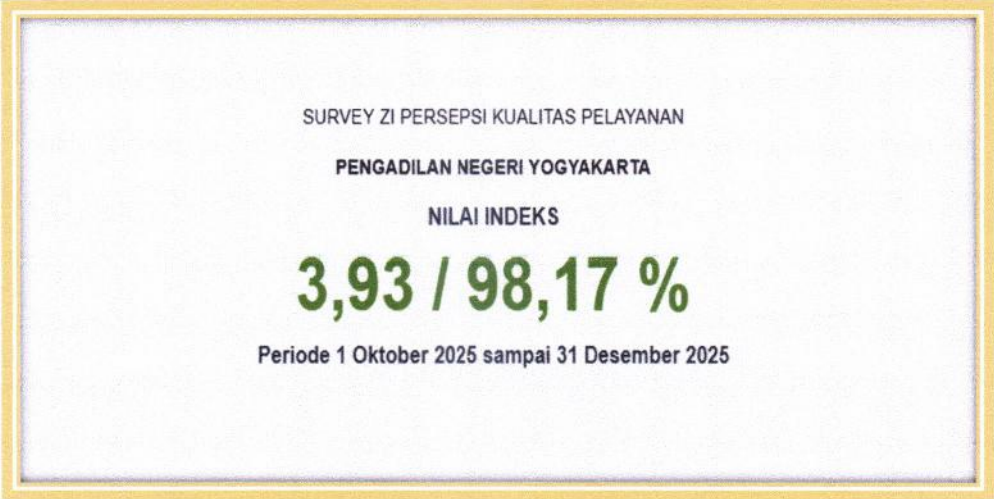 SURVEY ZI PERSEPSI KUALITAS PELAYANAN
PENGADILAN NEGERI YOGYAKARTA
NILAI INDEKS
3,93 / 98,17 %
Periode 1 Oktober 2025 sampai 31 Desember 2025